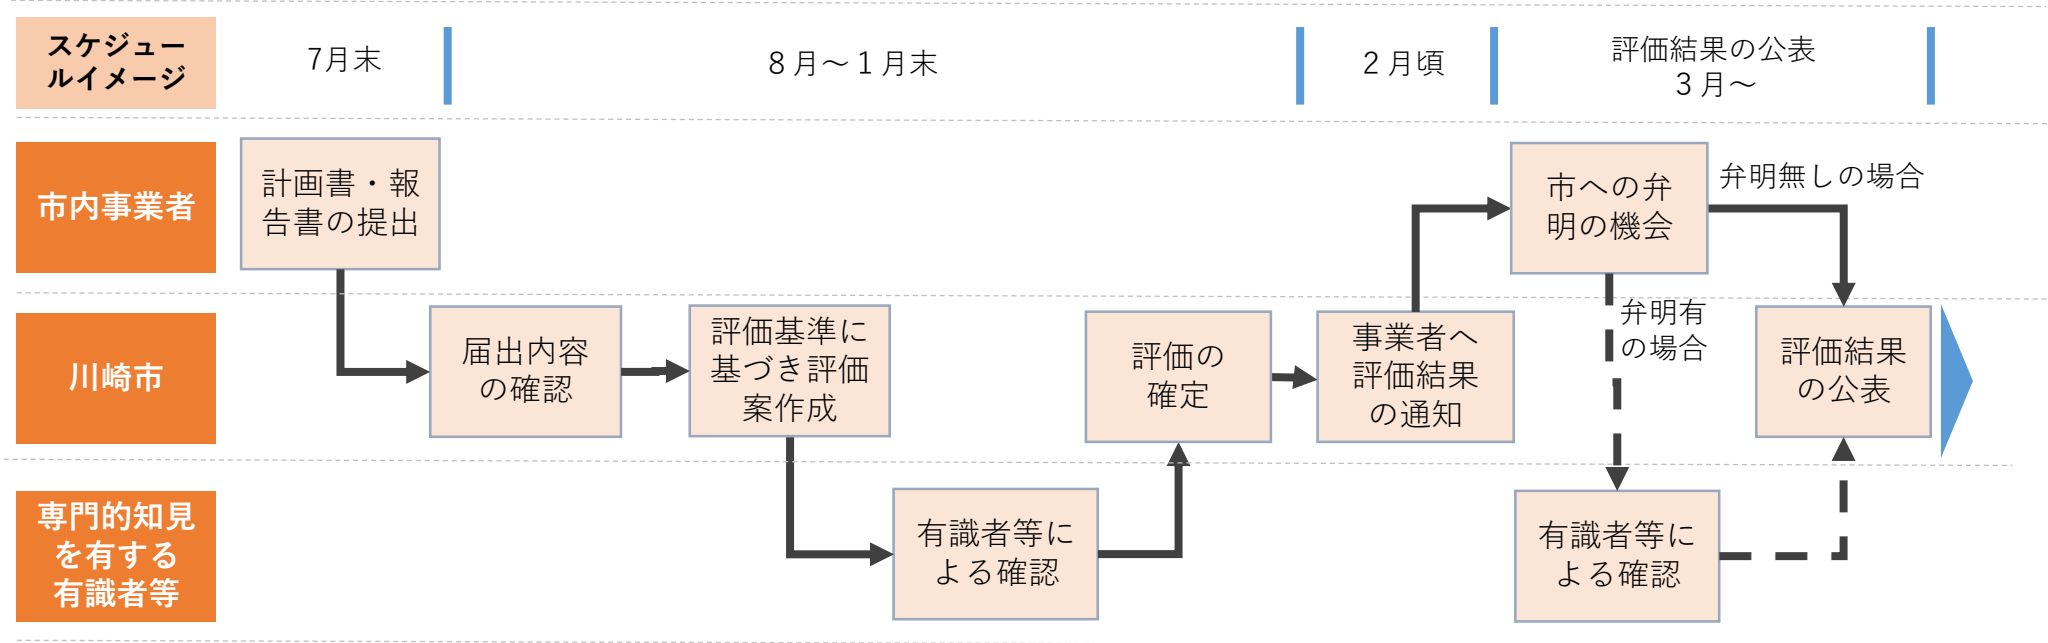 スケジュー
ルイメージ
7月末
８月～１月末
２月頃
評価結果の公表
３月～
市内事業者
計画書・報
告書の提出
市への弁
明の機会
弁明無しの場合
川崎市
届出内容
の確認
評価基準に
基づき評価
案作成
評価の
確定
事業者へ
評価結果
の通知
弁明有
の場合
評価結果
の公表
専門的知見
を有する
有識者等
有識者等に
よる確認
有識者等に
よる確認